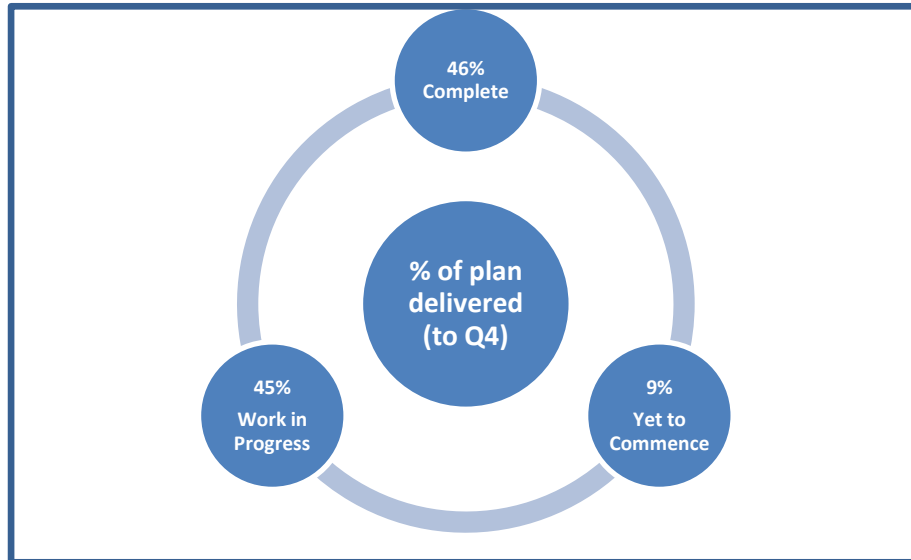 46%
Complete
% of plan
delivered
(to Q4)
45%
Work in
Progress
9%
Yet to
Commence